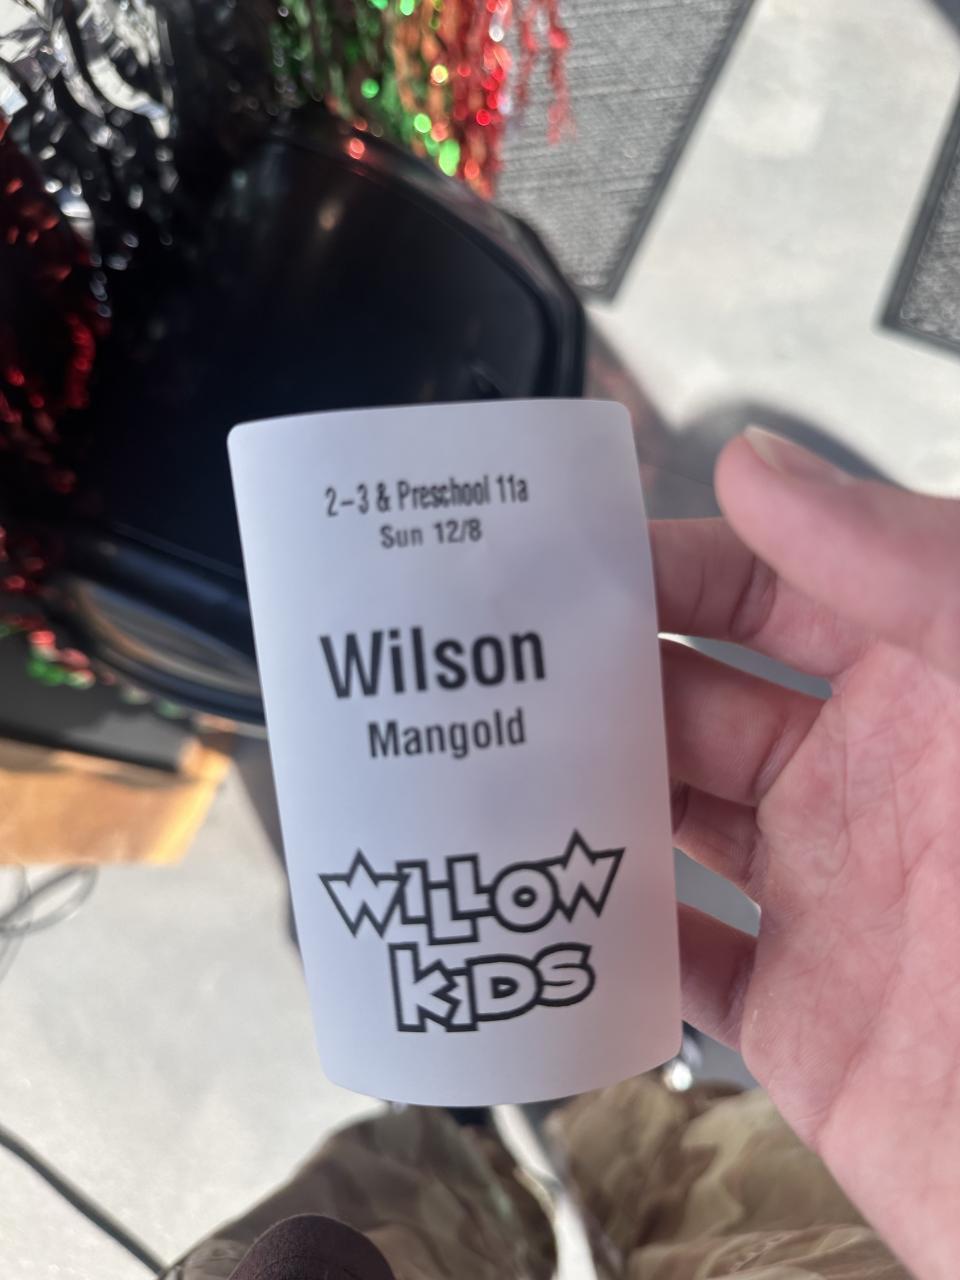 2-3 & Preschool 11a
Sun 12/8
Wilson
Mangold
WILLOW
KIDS